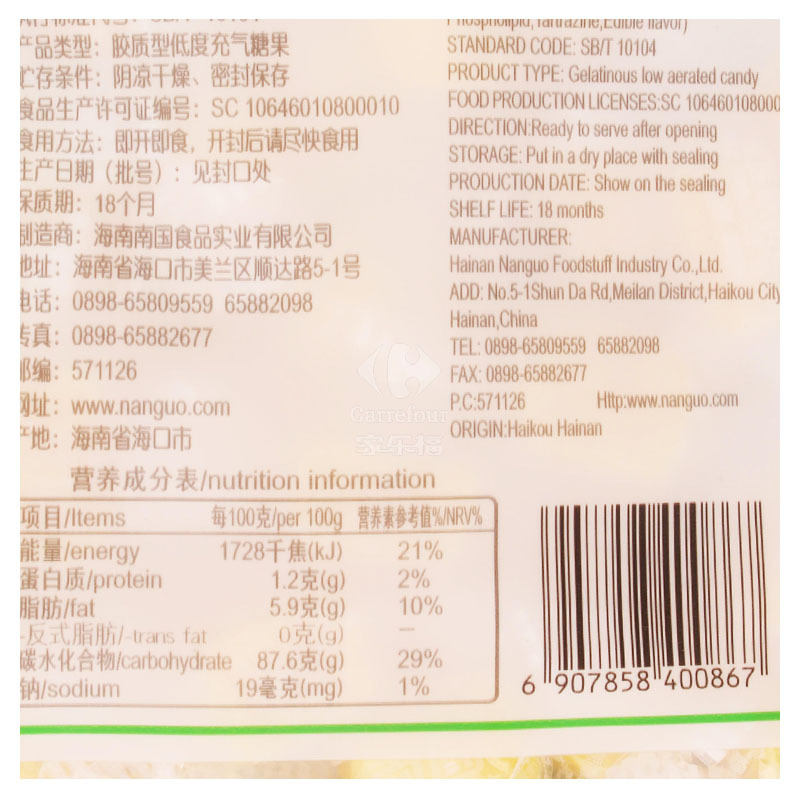 产品类型：胶质型低度充气糖果
贮存条件：阴凉干燥、密封保存
食品生产许可证编号：SC 10646010800010
食用方法：即开即食，开封后请尽快食用
生产日期（批号）：见封口处
保质期：18个月
制造商：海南南国食品实业有限公司
地址：海南省海口市美兰区顺达路5-1号
电话：0898-65809559 65882098
传真：0898-65882677
邮编：571126
网址：www.nanguo.com
产地：海南省海口市
Phospholipid,Tartrazine,Edible flavor)
STANDARD CODE: SB/T 10104
PRODUCT TYPE: Gelatinous low aerated candy
FOOD PRODUCTION LICENSES:SC 106460108000
DIRECTION:Ready to serve after opening
STORAGE: Put in a dry place with sealing
PRODUCTION DATE: Show on the sealing
SHELF LIFE: 18 months
MANUFACTURER:
Hainan Nanguo Foodstuff Industry Co.,Ltd.
ADD: No.5-1Shun Da Rd,Meilan District,Haikou City
Hainan,China
TEL: 0898-65809559 65882098
FAX: 0898-65882677
P.C:571126 Http:www.nanguo.com
ORIGIN:Haikou Hainan
Carrefour
家乐福
营养成分表/nutrition information
项目/Items 每100克/per 100g 营养素参考值%/NRV%
能量/energy 1728千焦(kJ) 21%
蛋白质/protein 1.2克(g) 2%
脂肪/fat 5.9克(g) 10%
-反式脂肪/-trans fat 0克(g) —
碳水化合物/carbohydrate 87.6克(g) 29%
钠/sodium 19毫克(mg) 1%
6 907858 400867